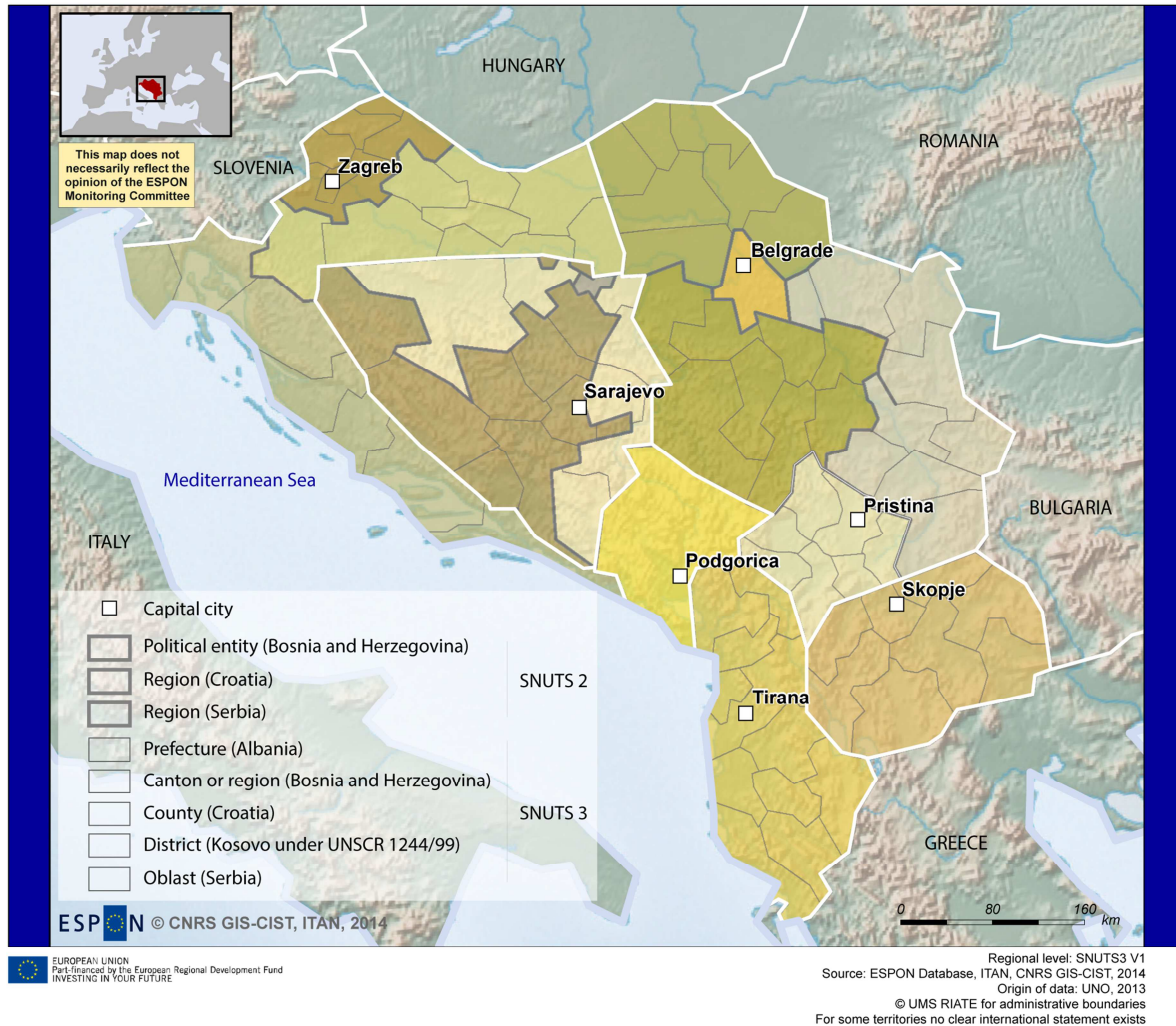 HUNGARY
ROMANIA
This map does not
necessarily reflect the
opinion of the ESPON
Monitoring Committee
SLOVENIA
Zagreb
Belgrade
Sarajevo
Mediterranean Sea
Pristina
BULGARIA
ITALY
Podgorica
Skopje
Tirana
GREECE
Capital city
Political entity (Bosnia and Herzegovina)
Region (Croatia)
SNUTS 2
Region (Serbia)
Prefecture (Albania)
Canton or region (Bosnia and Herzegovina)
County (Croatia)
SNUTS 3
District (Kosovo under UNSCR 1244/99)
Oblast (Serbia)
ESPON © CNRS GIS-CIST, ITAN, 2014
0 80 160 km
EUROPEAN UNION
Part-financed by the European Regional Development Fund
INVESTING IN YOUR FUTURE
Regional level: SNUTS3 V1
Source: ESPON Database, ITAN, CNRS GIS-CIST, 2014
Origin of data: UNO, 2013
© UMS RIATE for administrative boundaries
For some territories no clear international statement exists